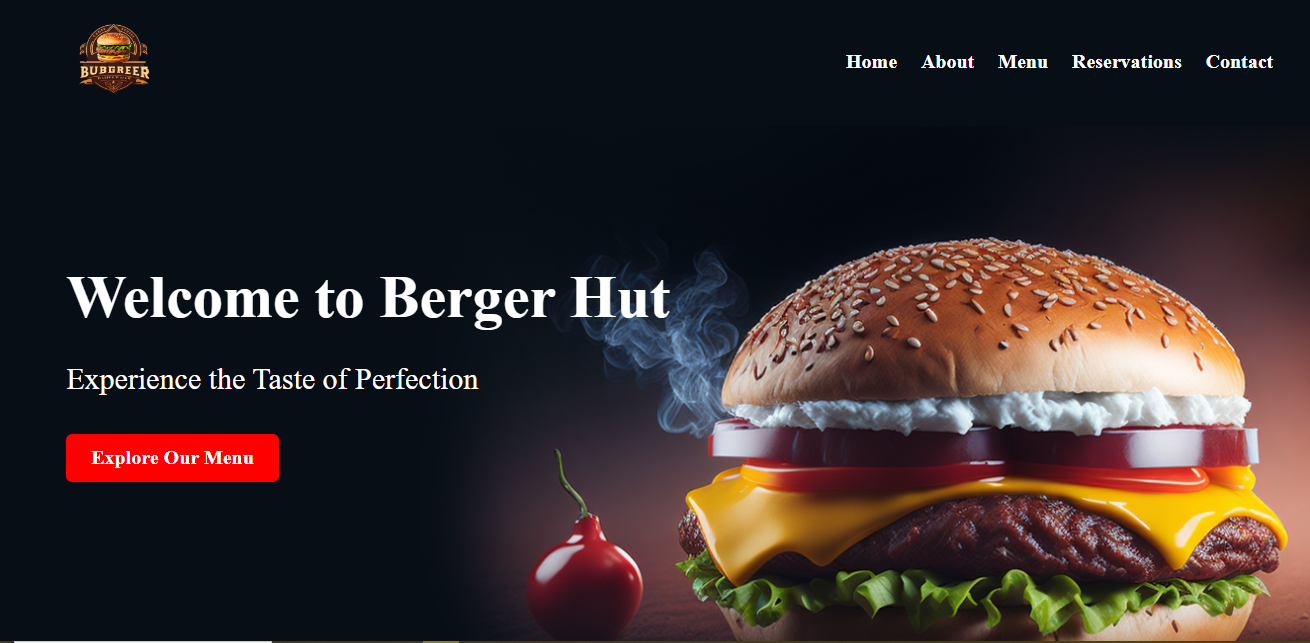 BUBGREER
Home About Menu Reservations Contact
Welcome to Berger Hut
Experience the Taste of Perfection
Explore Our Menu